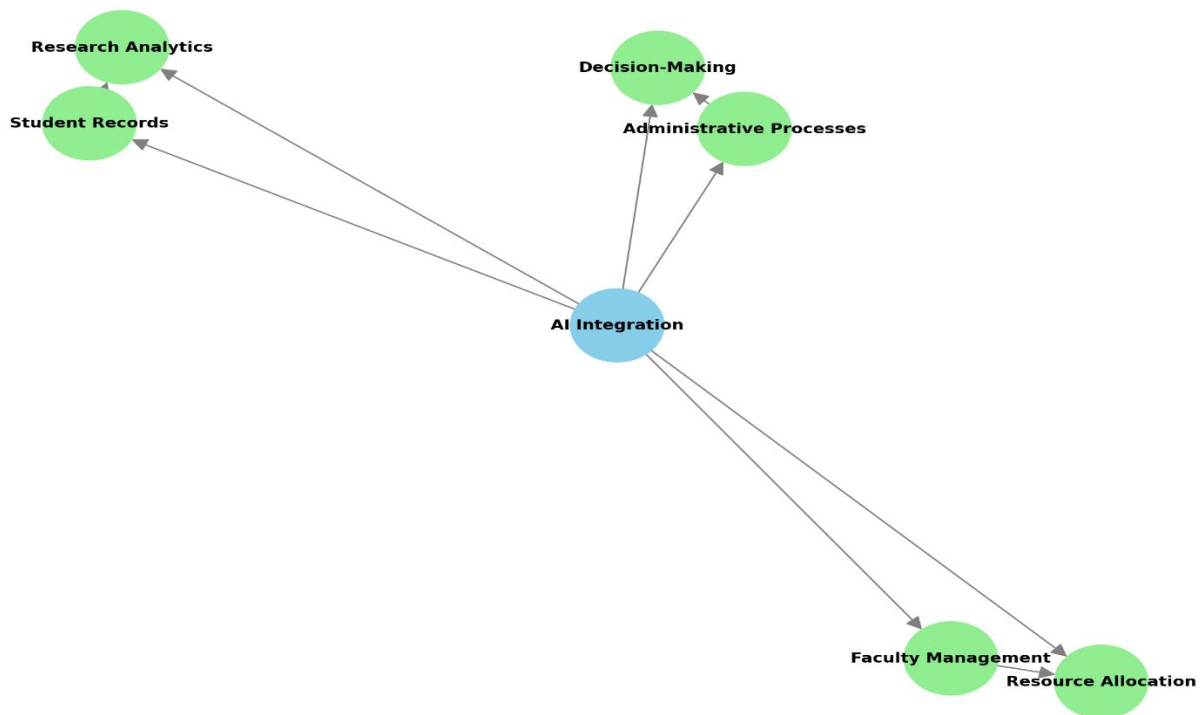 Research Analytics
Decision-Making
Student Records
Administrative Processes
AI Integration
Faculty Management
Resource Allocation